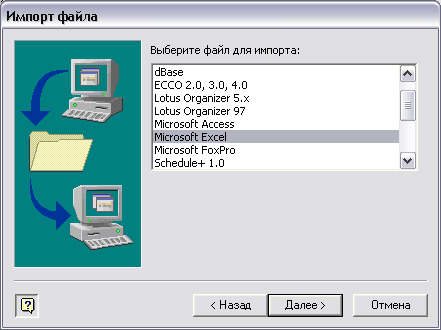 Импорт файла
Выберите файл для импорта:
dBase
ECCO 2.0, 3.0, 4.0
Lotus Organizer 5.x
Lotus Organizer 97
Microsoft Access
Microsoft Excel
Microsoft FoxPro
Schedule+ 1.0
?
< Назад
Далее >
Отмена